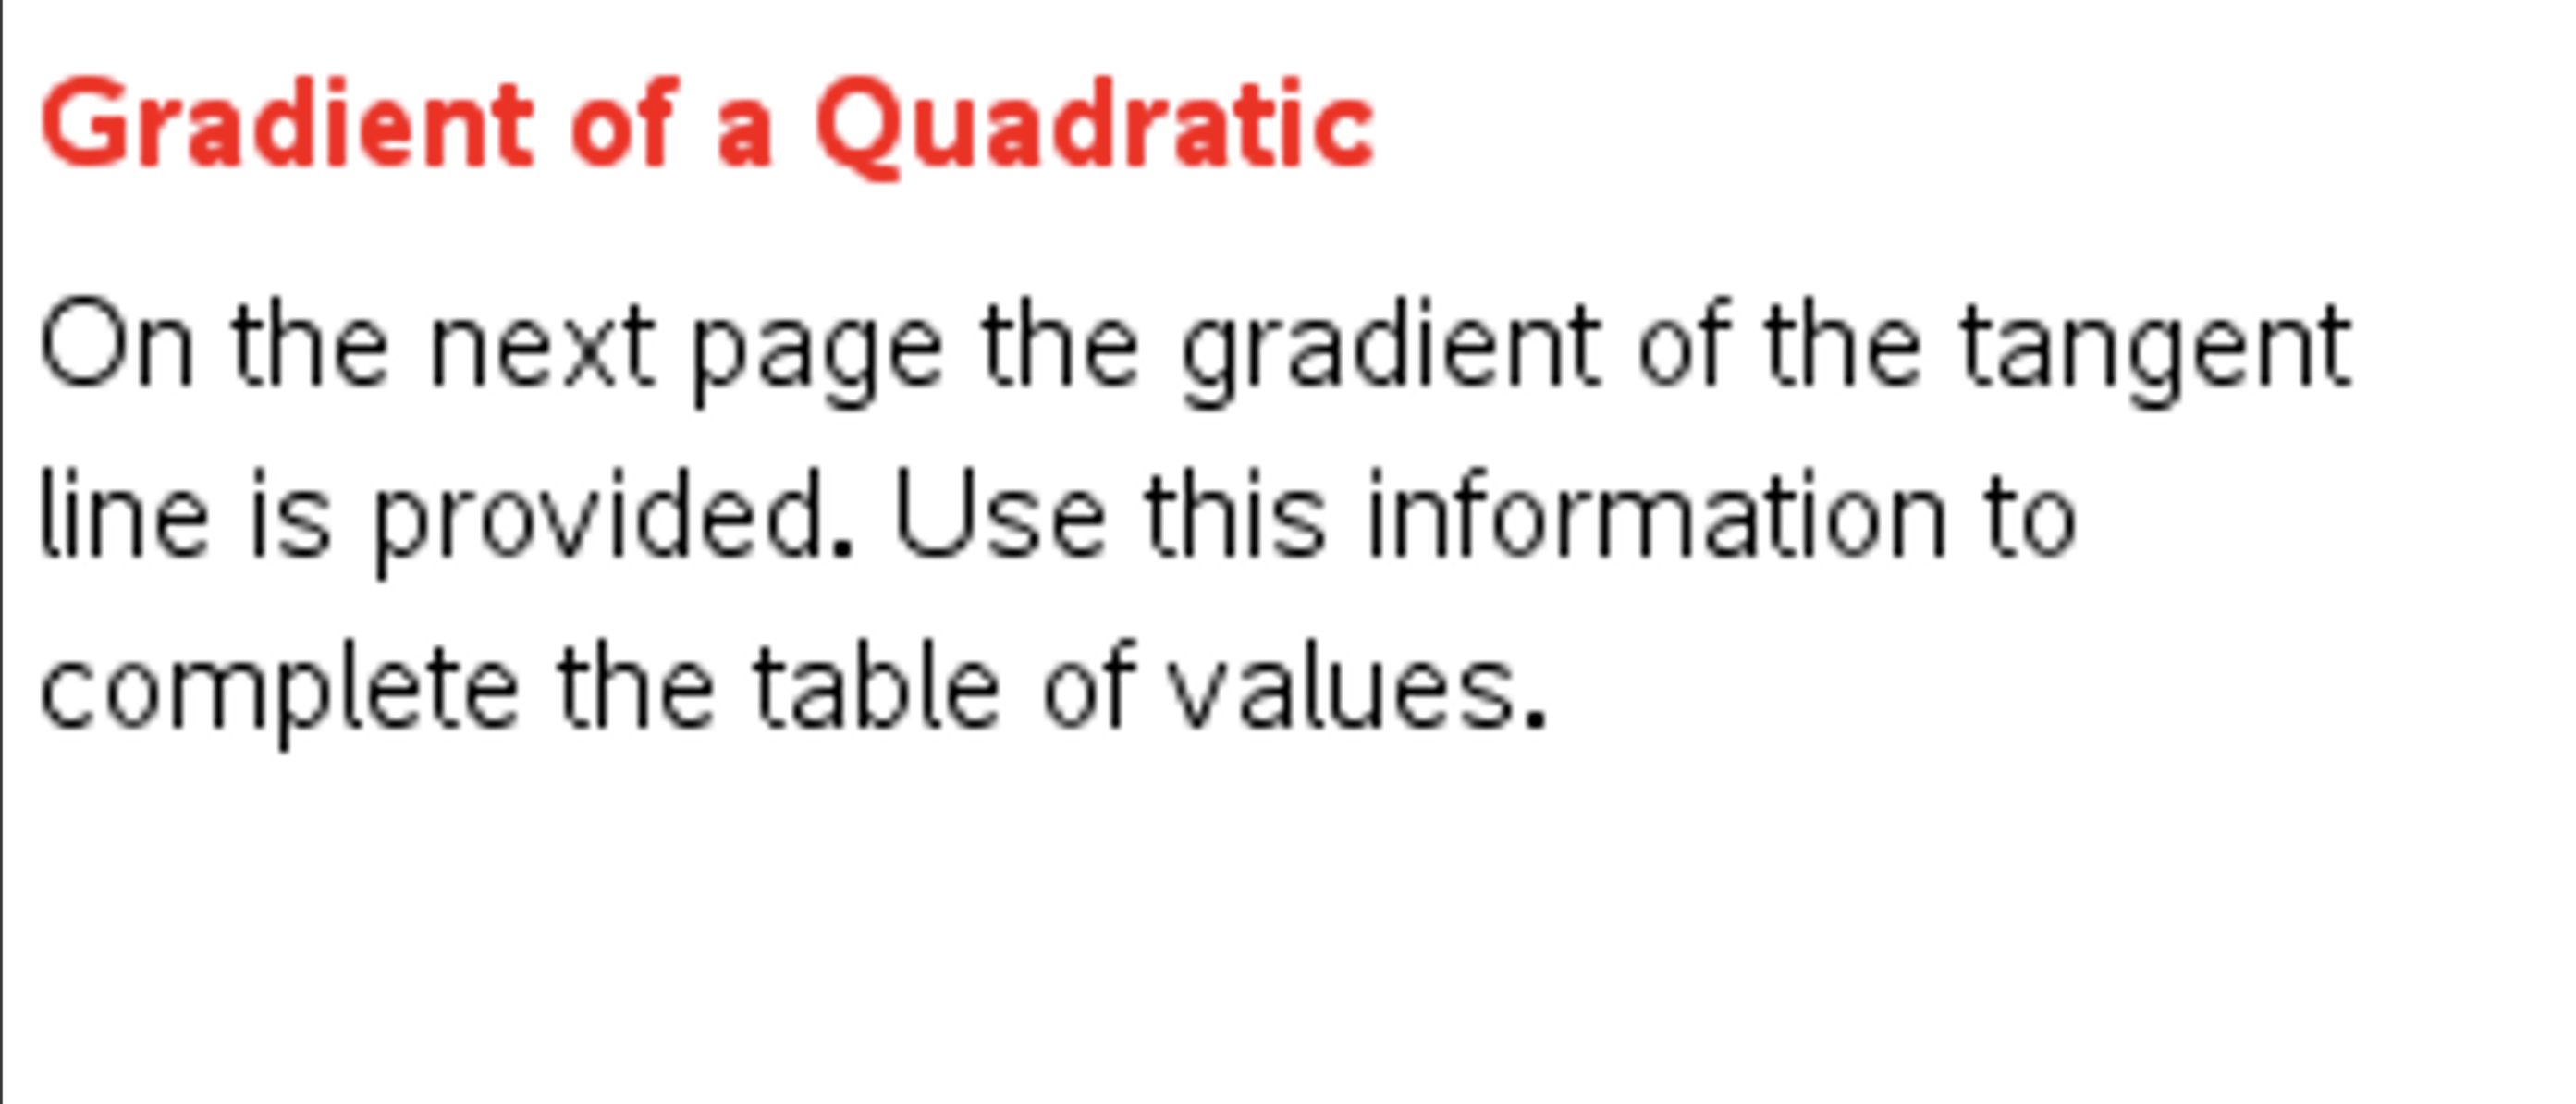 Gradient of a Quadratic
On the next page the gradient of the tangent
line is provided. Use this information to
complete the table of values.